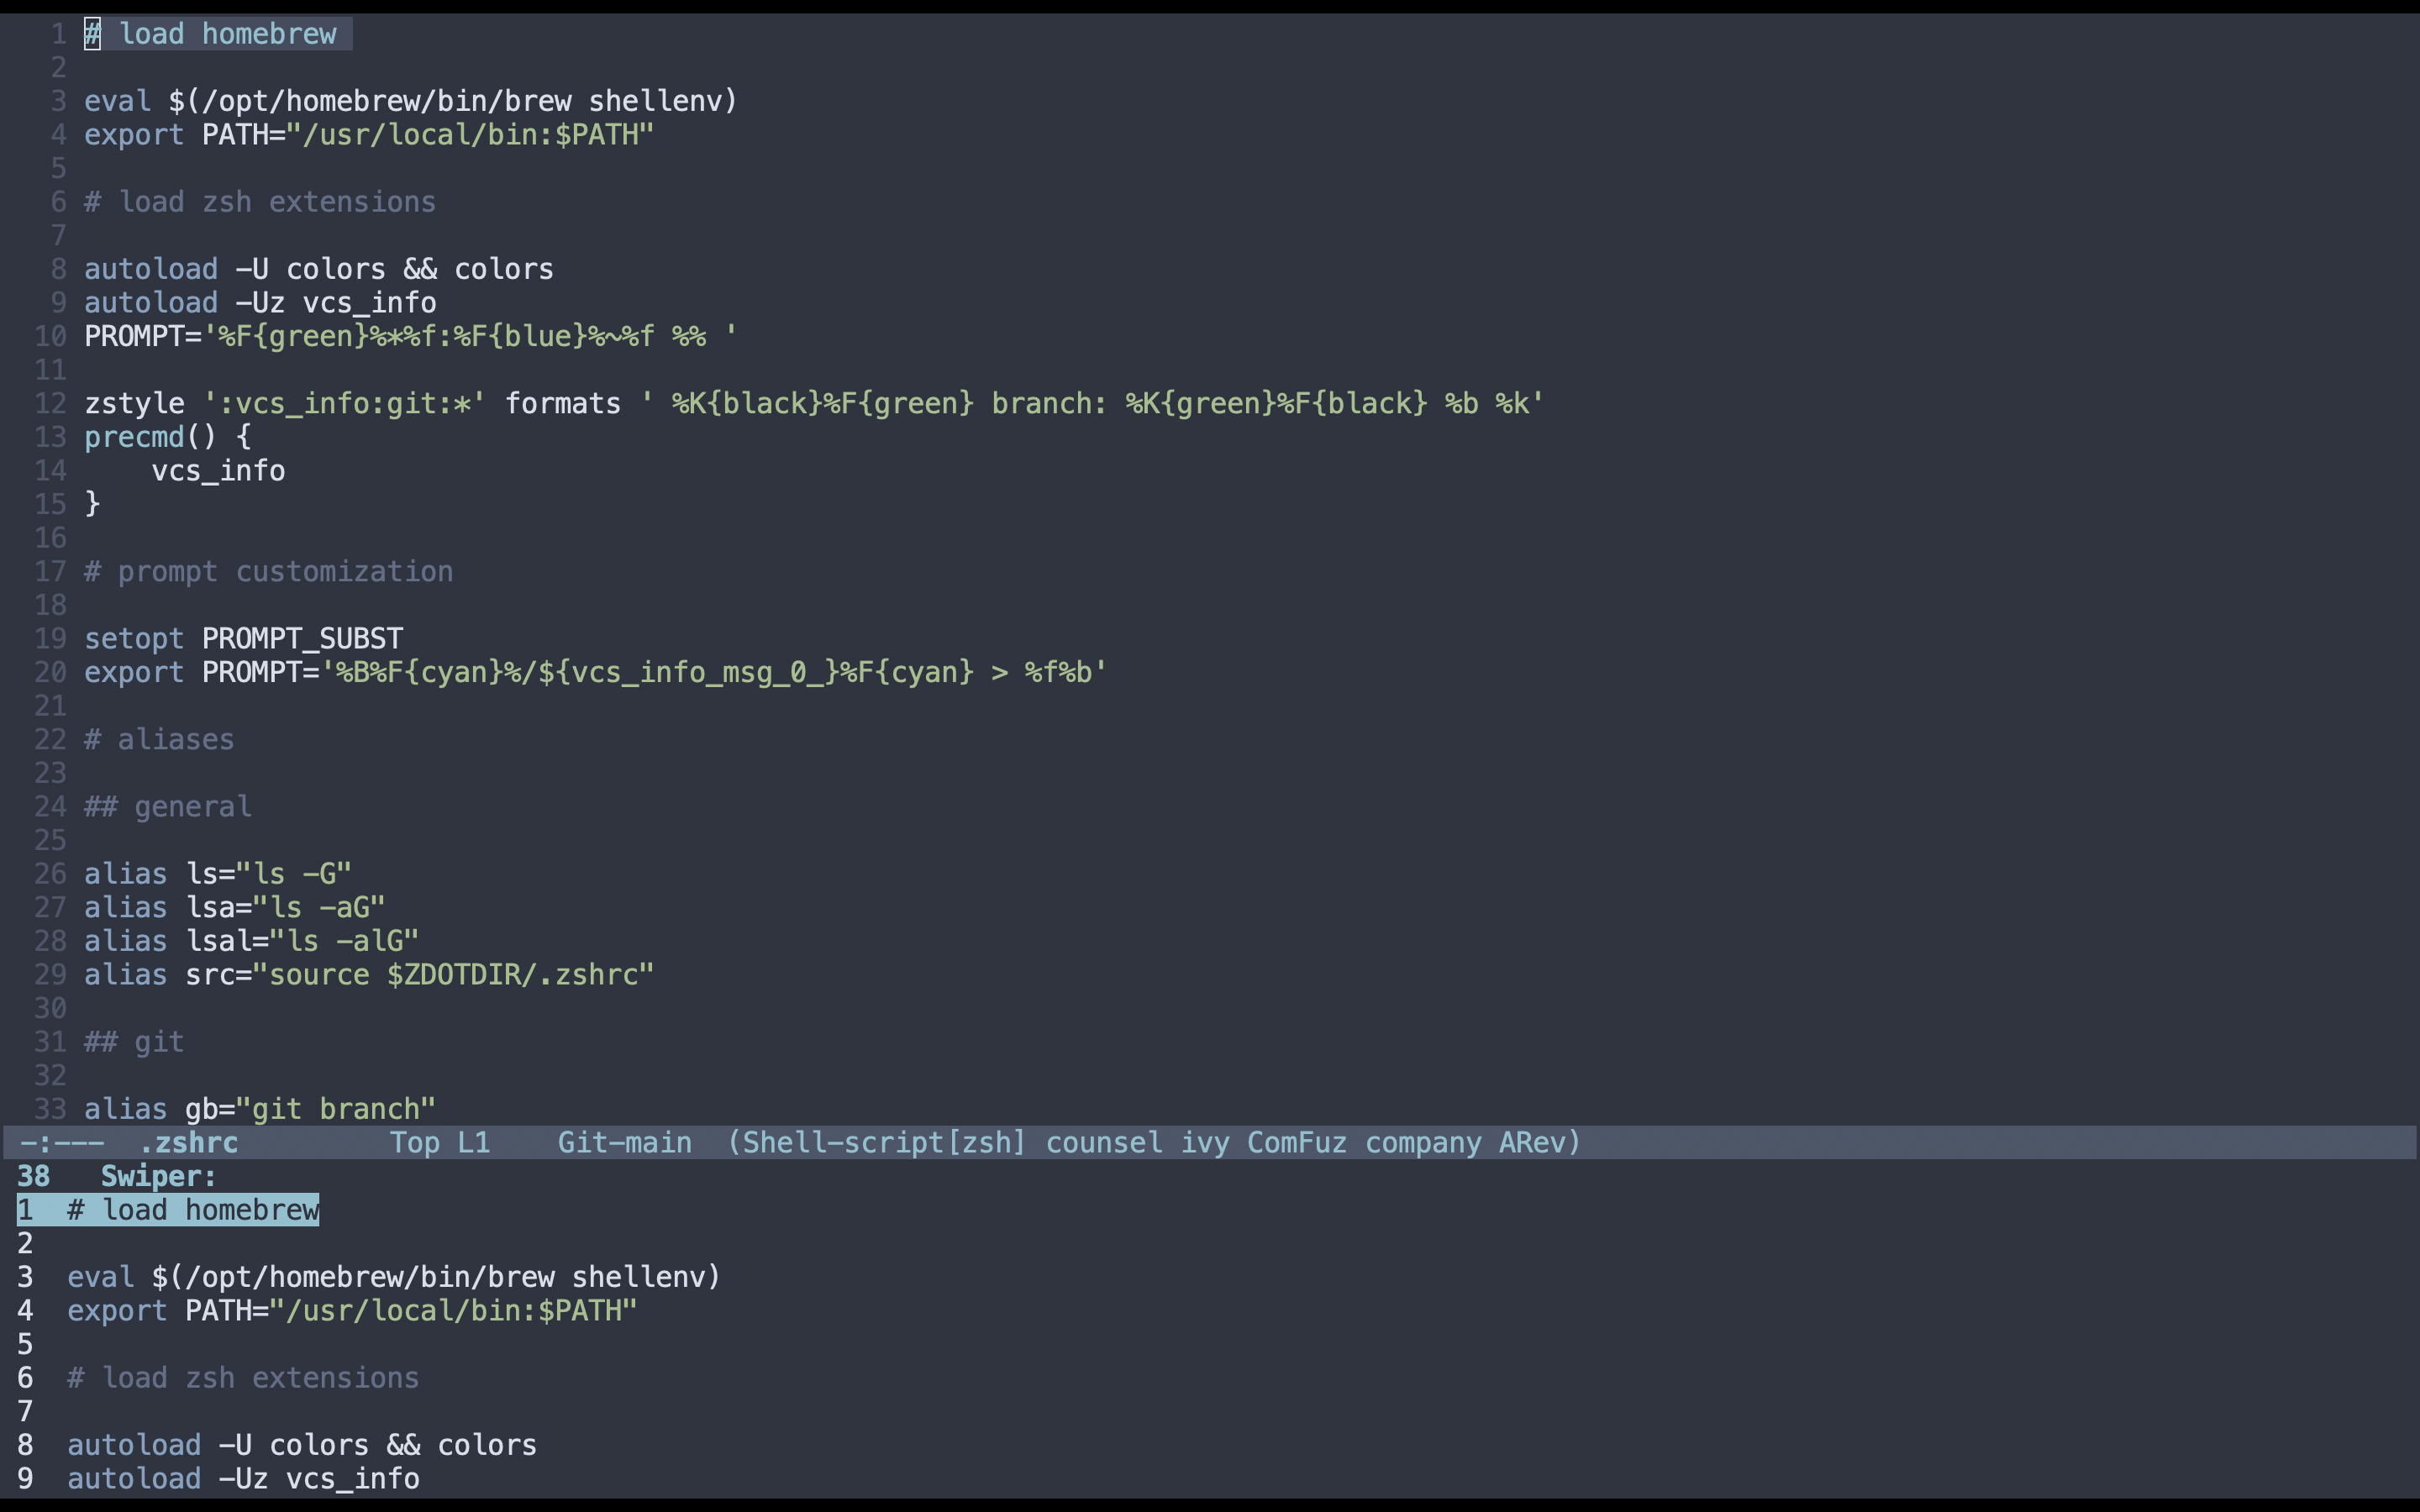 1 # load homebrew
2
3 eval $(/opt/homebrew/bin/brew shellenv)
4 export PATH="/usr/local/bin:$PATH"
5
6 # load zsh extensions
7
8 autoload -U colors && colors
9 autoload -Uz vcs_info
10 PROMPT='%F{green}%*%f:%F{blue}%~%f %% '
11
12 zstyle ':vcs_info:git:*' formats ' %K{black}%F{green} branch: %K{green}%F{black} %b %k'
13 precmd() {
14     vcs_info
15 }
16
17 # prompt customization
18
19 setopt PROMPT_SUBST
20 export PROMPT='%B%F{cyan}%/${vcs_info_msg_0_}%F{cyan} > %f%b'
21
22 # aliases
23
24 ## general
25
26 alias ls="ls -G"
27 alias lsa="ls -aG"
28 alias lsal="ls -alG"
29 alias src="source $ZDOTDIR/.zshrc"
30
31 ## git
32
33 alias gb="git branch"
-:---  .zshrc         Top L1    Git-main  (Shell-script[zsh] counsel ivy ComFuz company ARev)
38   Swiper:
1  # load homebrew
2
3  eval $(/opt/homebrew/bin/brew shellenv)
4  export PATH="/usr/local/bin:$PATH"
5
6  # load zsh extensions
7
8  autoload -U colors && colors
9  autoload -Uz vcs_info